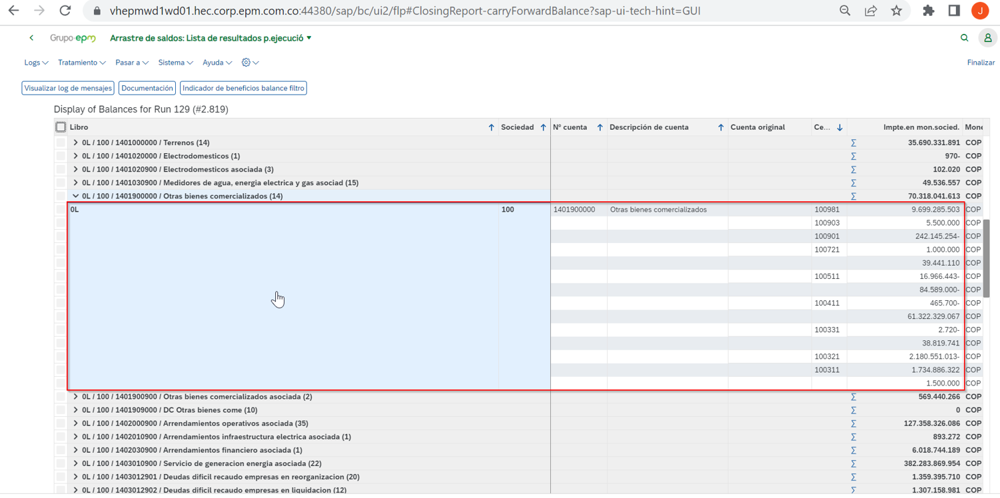 vhepmwd1wd01.hec.corp.epm.com.co:44380/sap/bc/ui2/flp#ClosingReport-carryForwardBalance?sap-ui-tech-hint=GUI J
Grupo·epm Arrastre de saldos: Lista de resultados p.ejecució
Logs Tratamiento Pasar a Sistema Ayuda Finalizar
Visualizar log de mensajes Documentación Indicador de beneficios balance filtro
Display of Balances for Run 129 (#2.819)
Libro Sociedad Nº cuenta Descripción de cuenta Cuenta original Ce... Impte.en mon.socied. Mone
0L / 100 / 1401000000 / Terrenos (14) Σ 35.690.331.891 COP
0L / 100 / 1401020000 / Electrodomesticos (1) Σ 970- COP
0L / 100 / 1401020900 / Electrodomesticos asociada (3) Σ 102.020 COP
0L / 100 / 1401030900 / Medidores de agua, energia electrica y gas asociad (15) Σ 49.536.557 COP
0L / 100 / 1401900000 / Otras bienes comercializados (14) Σ 70.318.041.613 COP
0L 100 1401900000 Otras bienes comercializados 100981 9.699.285.503 COP
100903 5.500.000 COP
100901 242.145.254- COP
100721 1.000.000 COP
39.441.110 COP
100511 16.966.443- COP
84.589.000- COP
100411 465.700- COP
61.322.329.067 COP
100331 2.720- COP
38.819.741 COP
100321 2.180.551.013- COP
100311 1.734.886.322 COP
1.500.000 COP
0L / 100 / 1401900900 / Otras bienes comercializados asociada (2) Σ 569.440.266 COP
0L / 100 / 1401909000 / DC Otras bienes come (10) Σ 0 COP
0L / 100 / 1402000900 / Arrendamientos operativos asociada (35) Σ 127.358.326.086 COP
0L / 100 / 1402010900 / Arrendamientos infraestructura electrica asociada (1) Σ 893.272 COP
0L / 100 / 1402030900 / Arrendamientos financiero asociada (1) Σ 6.018.744.189 COP
0L / 100 / 1403010900 / Servicio de generacion energia asociada (22) Σ 382.283.869.954 COP
0L / 100 / 1403012901 / Deudas dificil recaudo empresas en reorganizacion (20) Σ 1.359.395.710 COP
0L / 100 / 1403012902 / Deudas dificil recaudo empresas en liquidacion (12) Σ 1.307.158.981 COP